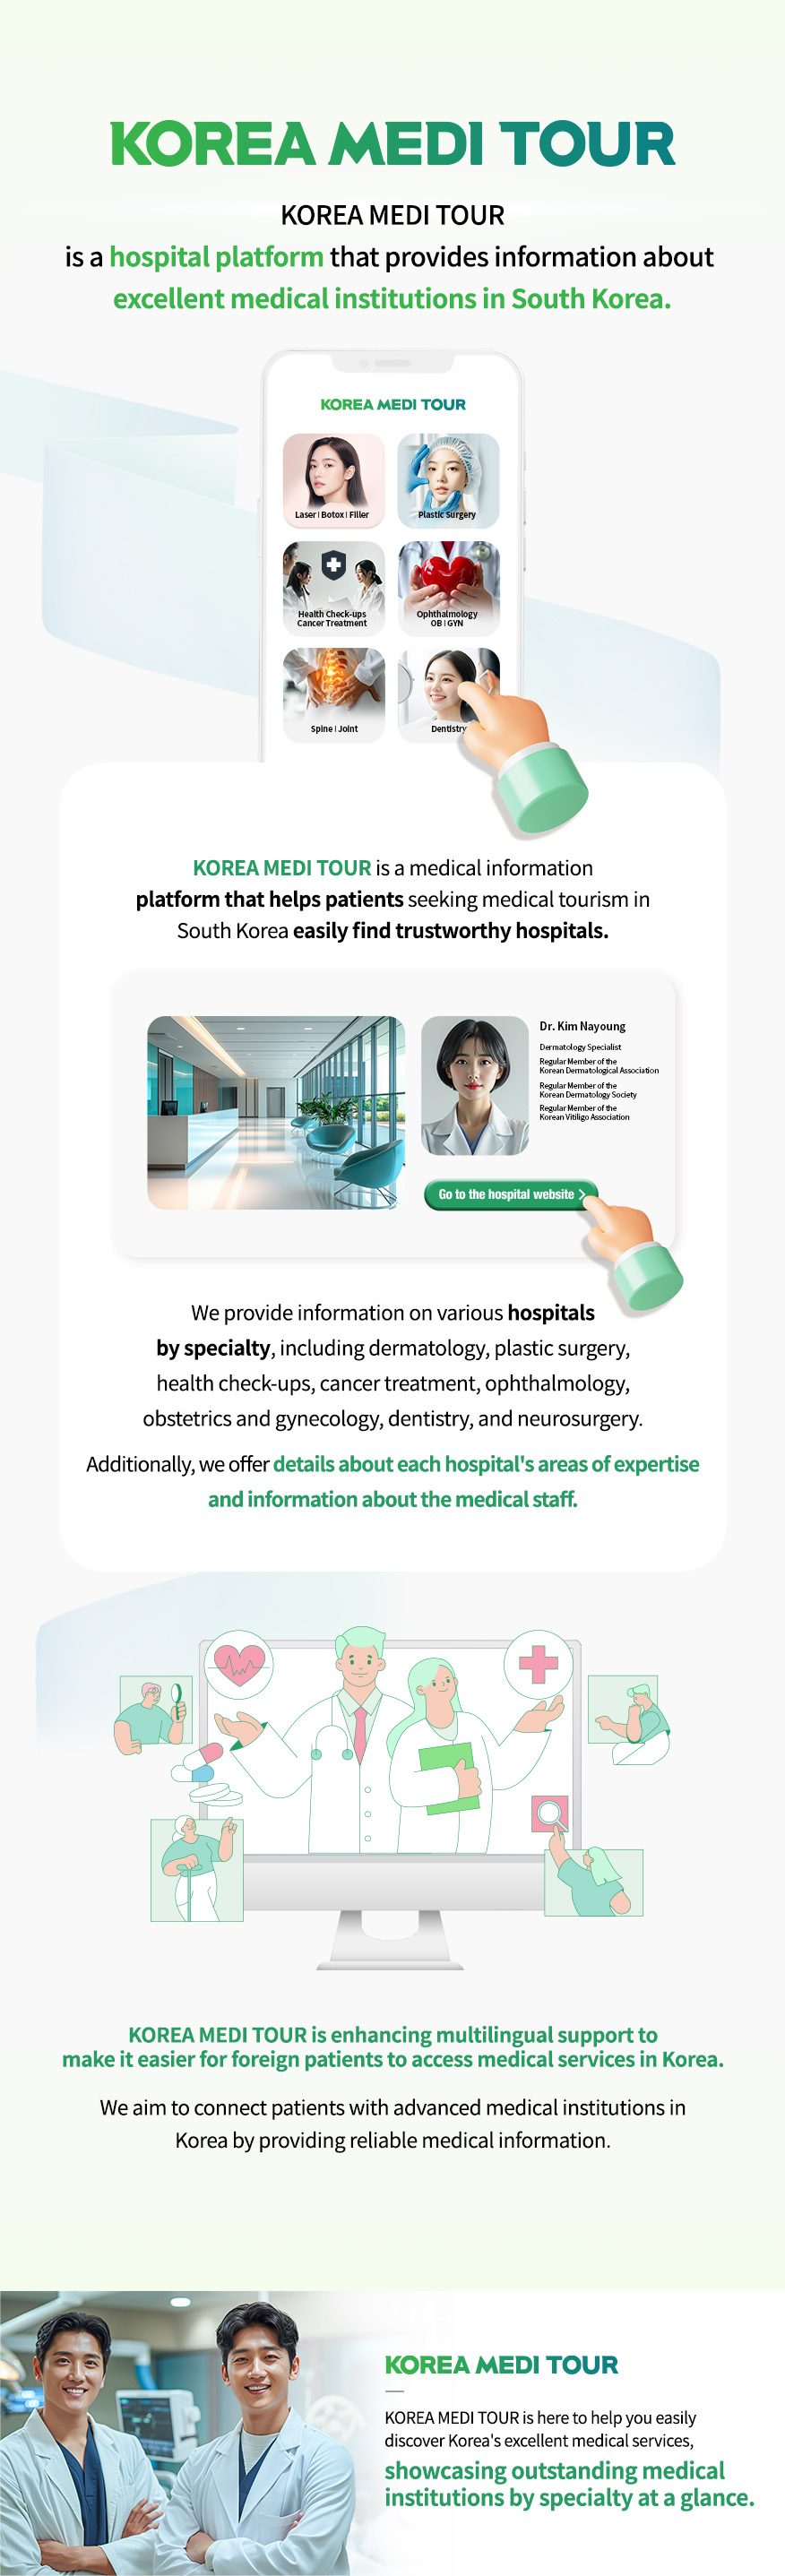 KOREA MEDI TOUR
KOREA MEDI TOUR
is a hospital platform that provides information about
excellent medical institutions in South Korea.
KOREA MEDI TOUR
Laser | Botox | Filler
Plastic Surgery
Health Check-ups
Cancer Treatment
Ophthalmology
OB | GYN
Spine | Joint
Dentistry
KOREA MEDI TOUR is a medical information
platform that helps patients seeking medical tourism in
South Korea easily find trustworthy hospitals.
Dr. Kim Nayoung
Dermatology Specialist
Regular Member of the
Korean Dermatological Association
Regular Member of the
Korean Dermatology Society
Regular Member of the
Korean Vitiligo Association
Go to the hospital website >
We provide information on various hospitals
by specialty, including dermatology, plastic surgery,
health check-ups, cancer treatment, ophthalmology,
obstetrics and gynecology, dentistry, and neurosurgery.
Additionally, we offer details about each hospital's areas of expertise
and information about the medical staff.
KOREA MEDI TOUR is enhancing multilingual support to
make it easier for foreign patients to access medical services in Korea.
We aim to connect patients with advanced medical institutions in
Korea by providing reliable medical information.
KOREA MEDI TOUR
KOREA MEDI TOUR is here to help you easily
discover Korea's excellent medical services,
showcasing outstanding medical
institutions by specialty at a glance.